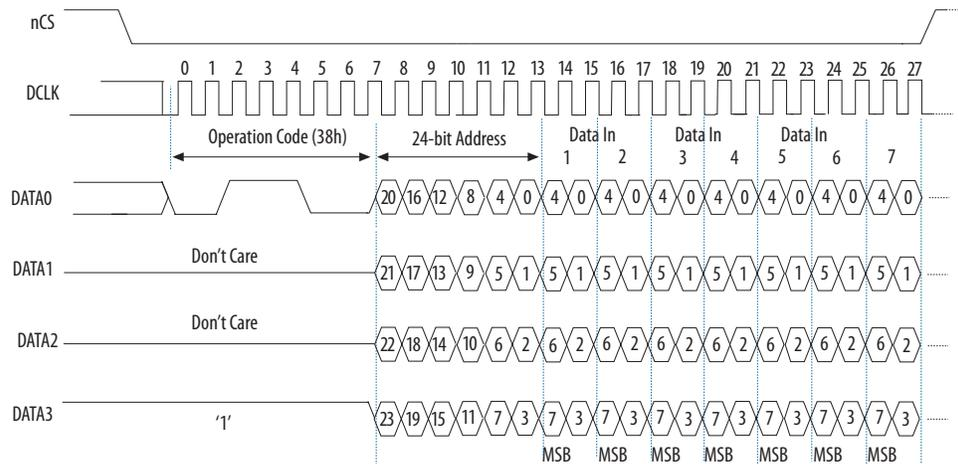 nCS
0 1 2 3 4 5 6 7 8 9 10 11 12 13 14 15 16 17 18 19 20 21 22 23 24 25 26 27
DCLK
Operation Code (38h) 24-bit Address Data In Data In Data In
1 2 3 4 5 6 7
DATA0 20 16 12 8 4 0 4 0 4 0 4 0 4 0 4 0 4 0 4 0
DATA1 Don’t Care 21 17 13 9 5 1 5 1 5 1 5 1 5 1 5 1 5 1 5 1
DATA2 Don’t Care 22 18 14 10 6 2 6 2 6 2 6 2 6 2 6 2 6 2 6 2
DATA3 ‘1’ 23 19 15 11 7 3 7 3 7 3 7 3 7 3 7 3 7 3 7 3
MSB MSB MSB MSB MSB MSB MSB